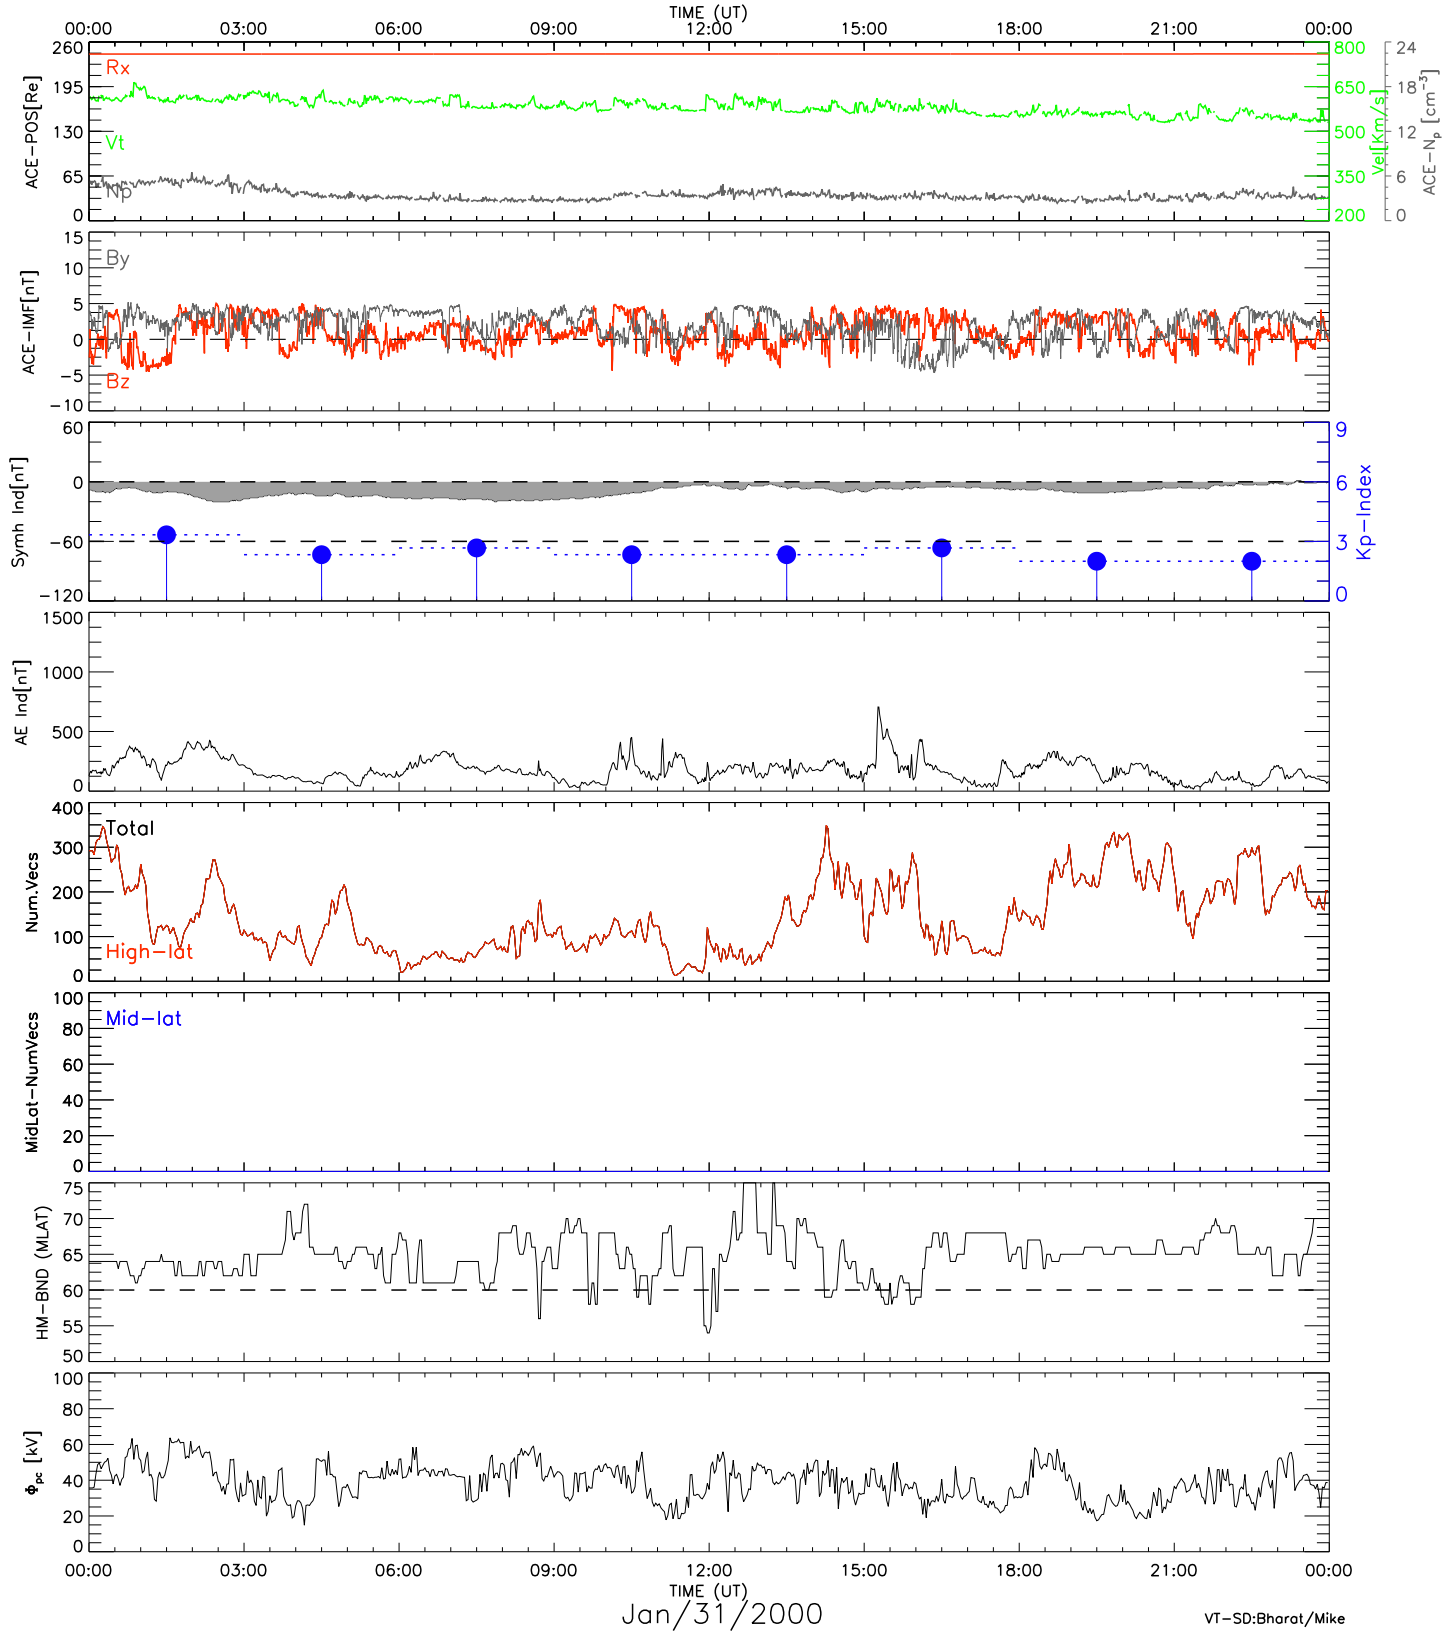 TIME (UT)
00:00 03:00 06:00 09:00 12:00 15:00 18:00 21:00 00:00
ACE-POS[Re]
260
195
130
65
0
Rx
Vt
Np
800
650
500
350
200
Vel[Km/s]
24
18
12
6
0
ACE-Np [cm-3]
ACE-IMF[nT]
15
10
5
0
-5
-10
By
Bz
Symh Ind[nT]
60
0
-60
-120
9
6
3
0
Kp-Index
AE Ind[nT]
1500
1000
500
0
Num.Vecs
400
300
200
100
0
Total
High-lat
MidLat-NumVecs
100
80
60
40
20
0
Mid-lat
HM-BND (MLAT)
75
70
65
60
55
50
Φpc [kV]
100
80
60
40
20
0
00:00 03:00 06:00 09:00 12:00 15:00 18:00 21:00 00:00
TIME (UT)
Jan/31/2000
VT-SD:Bharat/Mike